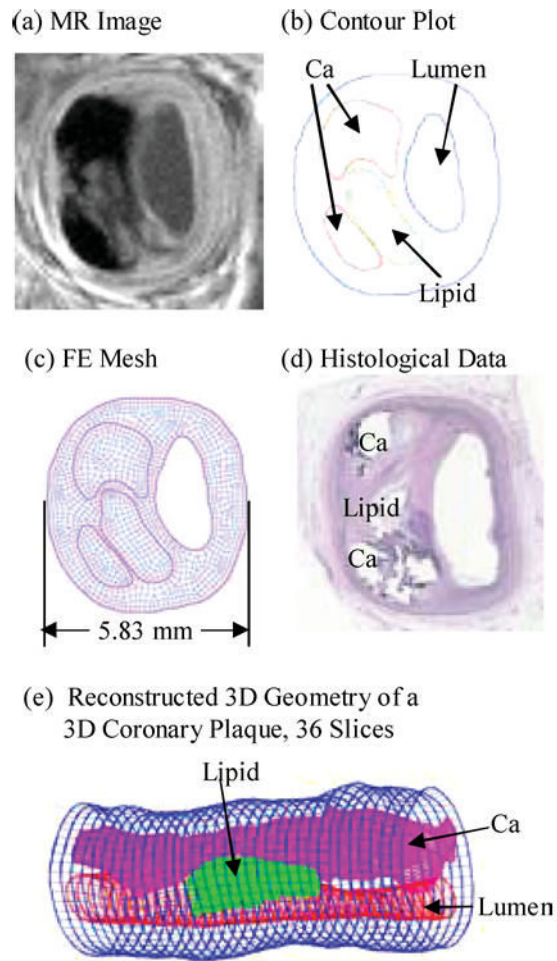 (a) MR Image
(b) Contour Plot
Ca
Lumen
Lipid
(c) FE Mesh
(d) Histological Data
5.83 mm
Ca
Lipid
Ca
(e) Reconstructed 3D Geometry of a
3D Coronary Plaque, 36 Slices
Lipid
Ca
Lumen